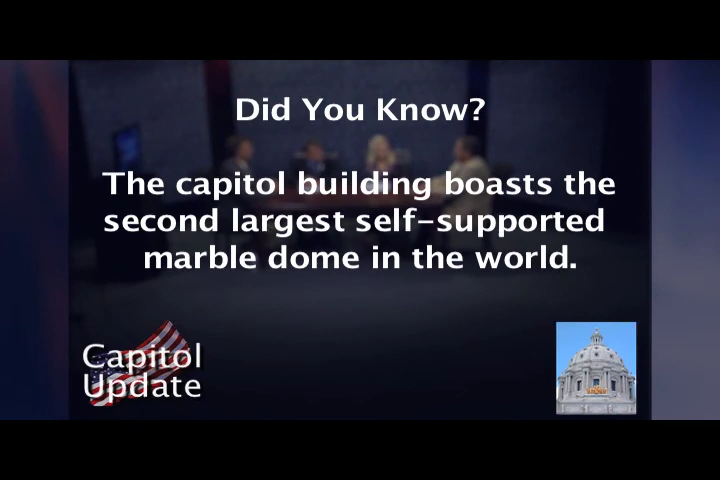 Did You Know?
The capitol building boasts the
second largest self-supported
marble dome in the world.
Capitol
Update